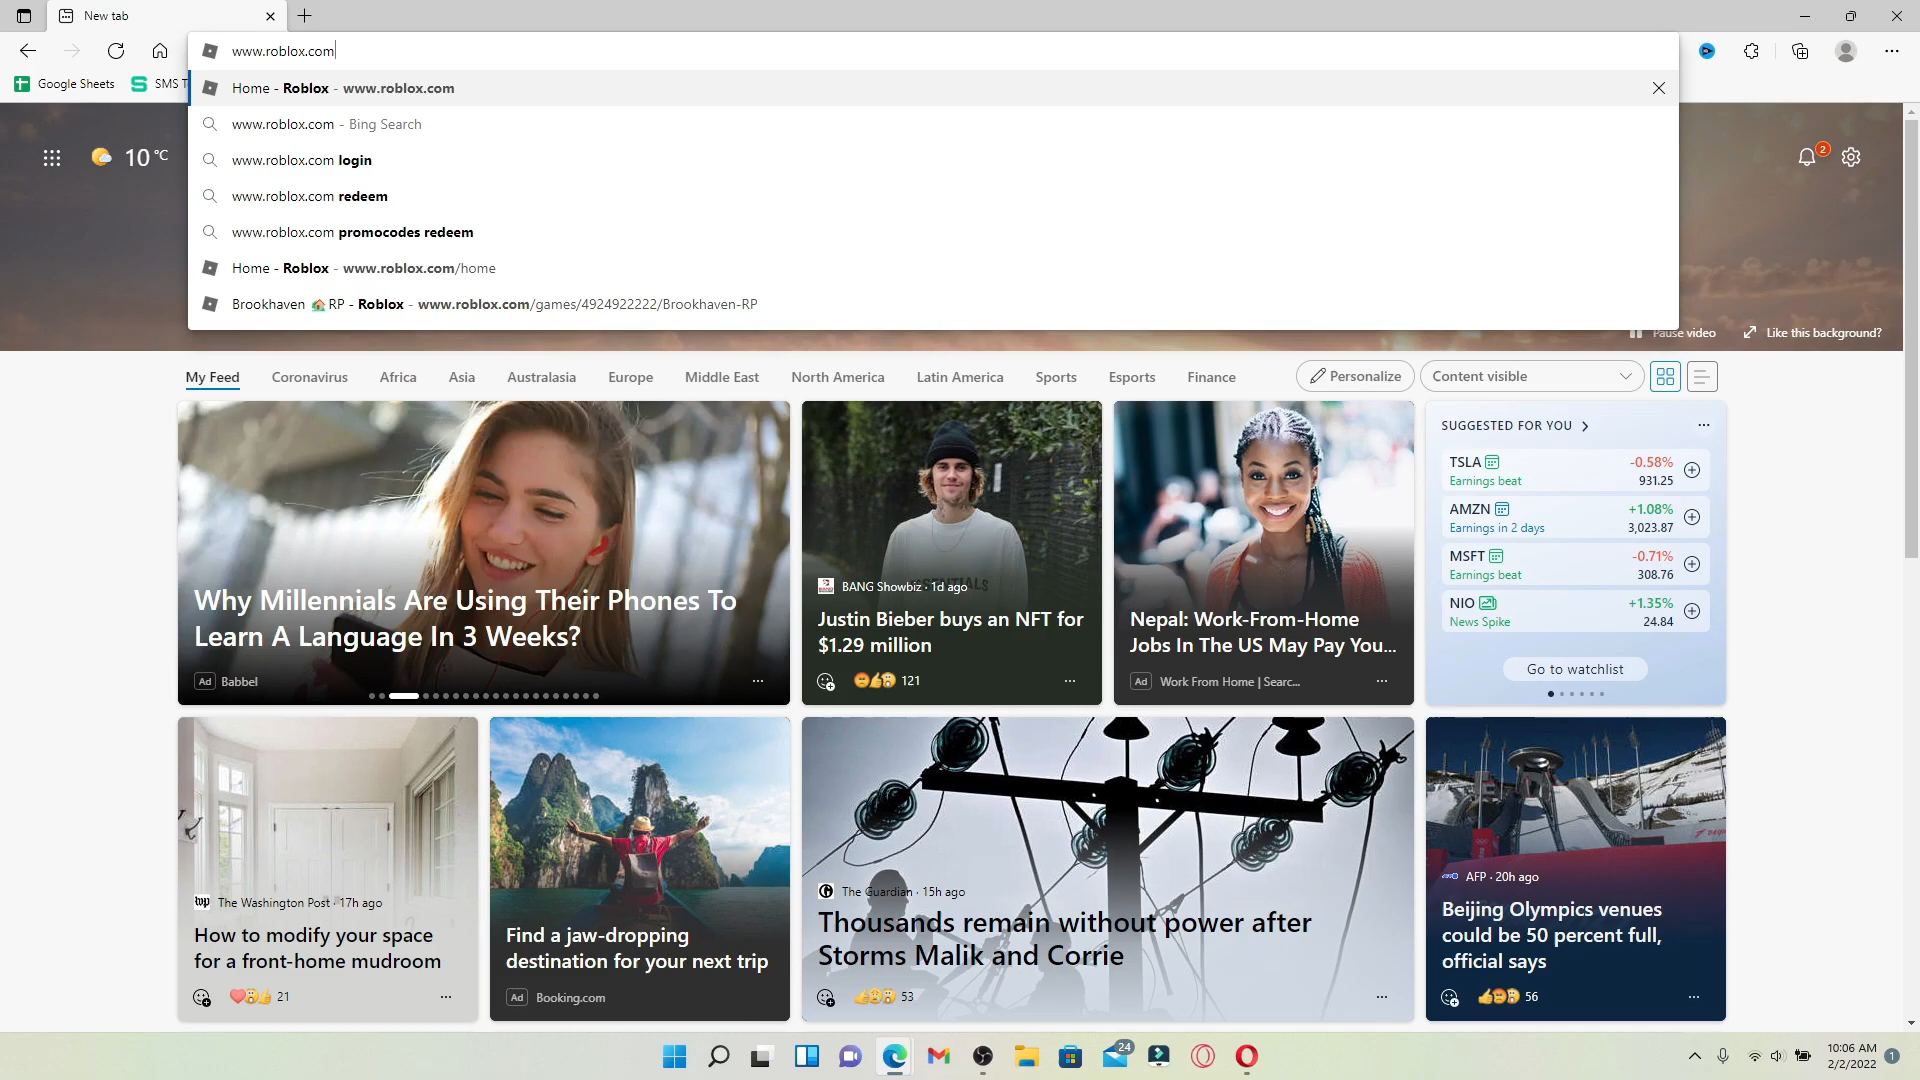 New tab
www.roblox.com
Google Sheets
SMS T
Home - Roblox - www.roblox.com
www.roblox.com - Bing Search
www.roblox.com login
www.roblox.com redeem
www.roblox.com promocodes redeem
Home - Roblox - www.roblox.com/home
Brookhaven 🏠RP - Roblox - www.roblox.com/games/4924922222/Brookhaven-RP
10 °C
2
Pause video
Like this background?
My Feed Coronavirus Africa Asia Australasia Europe Middle East North America Latin America Sports Esports Finance
Personalize
Content visible
Why Millennials Are Using Their Phones To
Learn A Language In 3 Weeks?
Ad Babbel
BANG Showbiz · 1d ago
Justin Bieber buys an NFT for
$1.29 million
121
Nepal: Work-From-Home
Jobs In The US May Pay You...
Ad Work From Home | Searc...
SUGGESTED FOR YOU
TSLA -0.58%
Earnings beat 931.25
AMZN +1.08%
Earnings in 2 days 3,023.87
MSFT -0.71%
Earnings beat 308.76
NIO +1.35%
News Spike 24.84
Go to watchlist
wp The Washington Post · 17h ago
How to modify your space
for a front-home mudroom
21
Find a jaw-dropping
destination for your next trip
Ad Booking.com
The Guardian · 15h ago
Thousands remain without power after
Storms Malik and Corrie
53
AFP · 20h ago
Beijing Olympics venues
could be 50 percent full,
official says
56
24
10:06 AM
2/2/2022
1